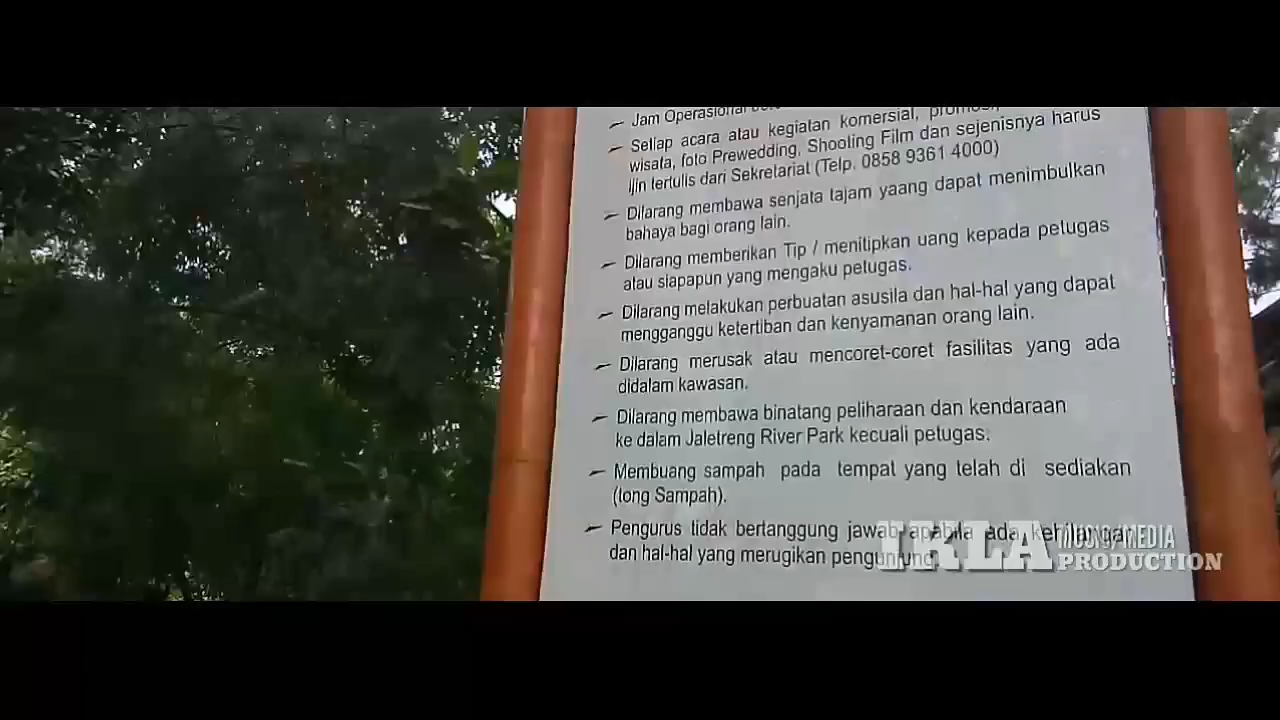 Jam Operasional
Setiap acara atau kegiatan komersial, promosi
wisata, foto Prewedding, Shooting Film dan sejenisnya harus
ijin tertulis dari Sekretariat (Telp. 0858 9361 4000)
Dilarang membawa senjata tajam yaang dapat menimbulkan
bahaya bagi orang lain.
Dilarang memberikan Tip / menitipkan uang kepada petugas
atau siapapun yang mengaku petugas.
Dilarang melakukan perbuatan asusila dan hal-hal yang dapat
mengganggu ketertiban dan kenyamanan orang lain.
Dilarang merusak atau mencoret-coret fasilitas yang ada
didalam kawasan.
Dilarang membawa binatang peliharaan dan kendaraan
ke dalam Jaletreng River Park kecuali petugas.
Membuang sampah pada tempat yang telah di sediakan
(tong Sampah).
Pengurus tidak bertanggung jawab apabila ada kehilangan
dan hal-hal yang merugikan pengunjung.
IKLA MUSIC/MEDIA
PRODUCTION